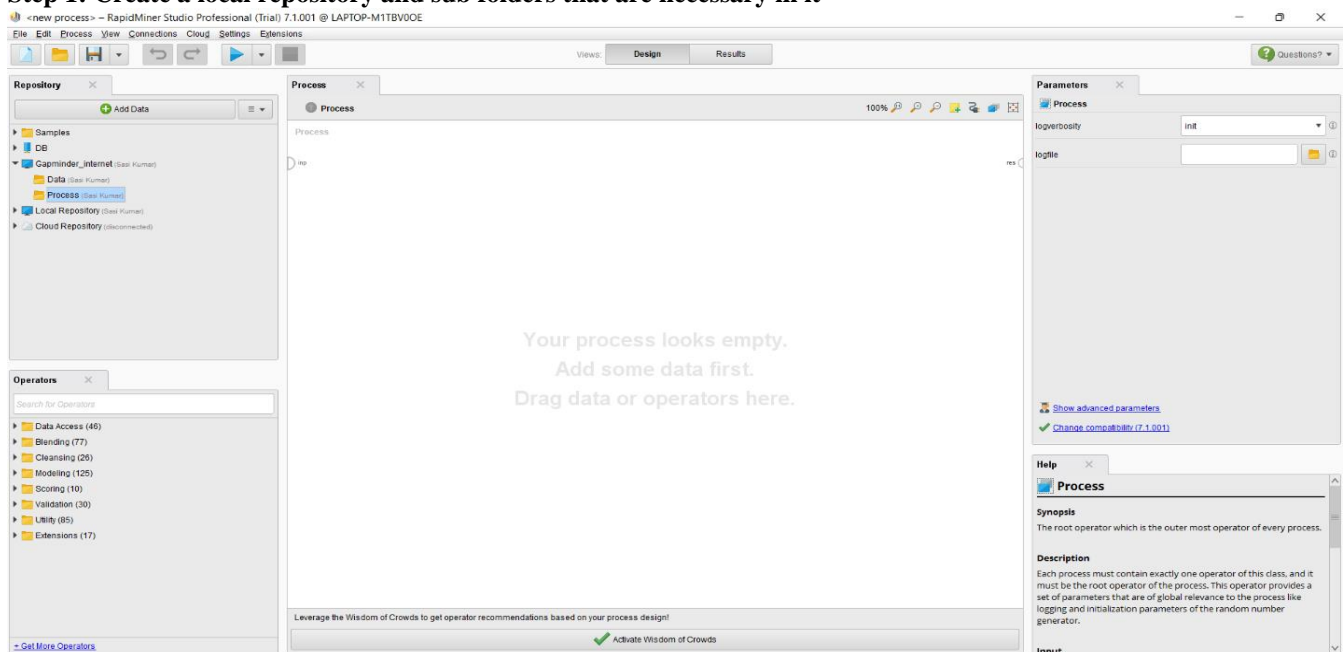 Step 1: Create a local repository and sub folders that are necessary in it
<new process> – RapidMiner Studio Professional (Trial) 7.1.001 @ LAPTOP-M1TBV0OE
File Edit Process View Connections Cloud Settings Extensions
Views: Design Results
Questions?
Repository
Add Data
Samples
DB
Gapminder_internet (Sasi Kumar)
Data (Sasi Kumar)
Process (Sasi Kumar)
Local Repository (Sasi Kumar)
Cloud Repository (disconnected)
Operators
Search for Operators
Data Access (46)
Blending (77)
Cleansing (26)
Modeling (125)
Scoring (10)
Validation (30)
Utility (85)
Extensions (17)
+ Get More Operators
Process
Process
100%
Process
inp
res
Your process looks empty.
Add some data first.
Drag data or operators here.
Leverage the Wisdom of Crowds to get operator recommendations based on your process design!
Activate Wisdom of Crowds
Parameters
Process
logverbosity init
logfile
Show advanced parameters
Change compatibility (7.1.001)
Help
Process
Synopsis
The root operator which is the outer most operator of every process.
Description
Each process must contain exactly one operator of this class, and it
must be the root operator of the process. This operator provides a
set of parameters that are of global relevance to the process like
logging and initialization parameters of the random number
generator.
Input